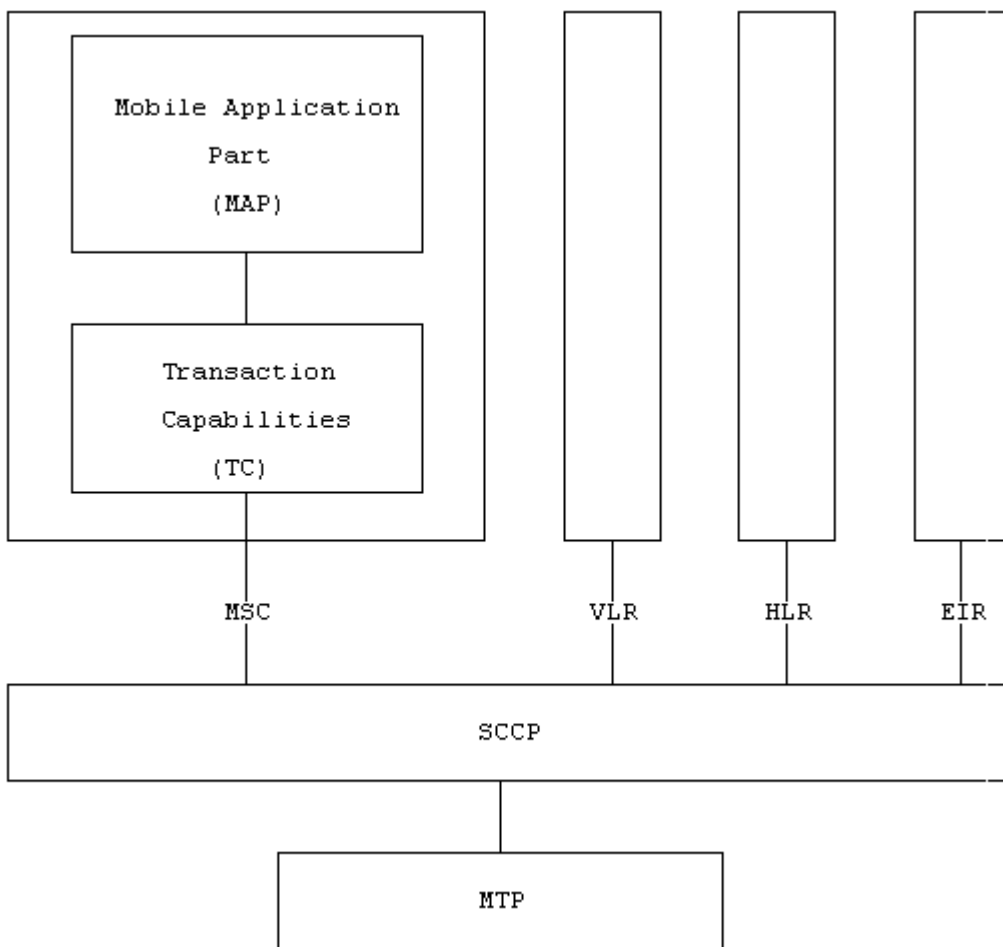 Mobile Application
Part
(MAP)
Transaction
Capabilities
(TC)
MSC
VLR
HLR
EIR
SCCP
MTP